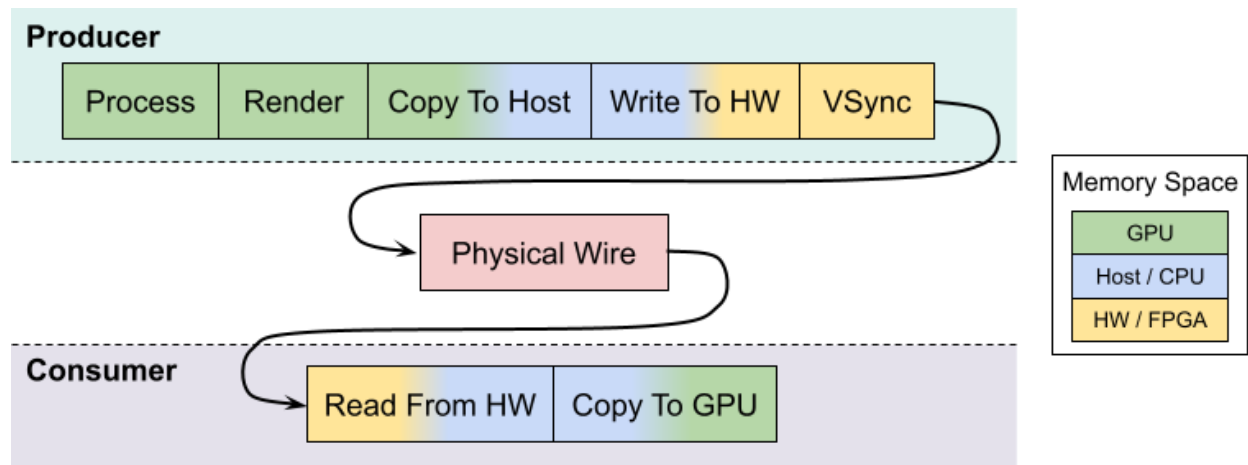 Producer
Process
Render
Copy To Host
Write To HW
VSync
Physical Wire
Consumer
Read From HW
Copy To GPU
Memory Space
GPU
Host / CPU
HW / FPGA